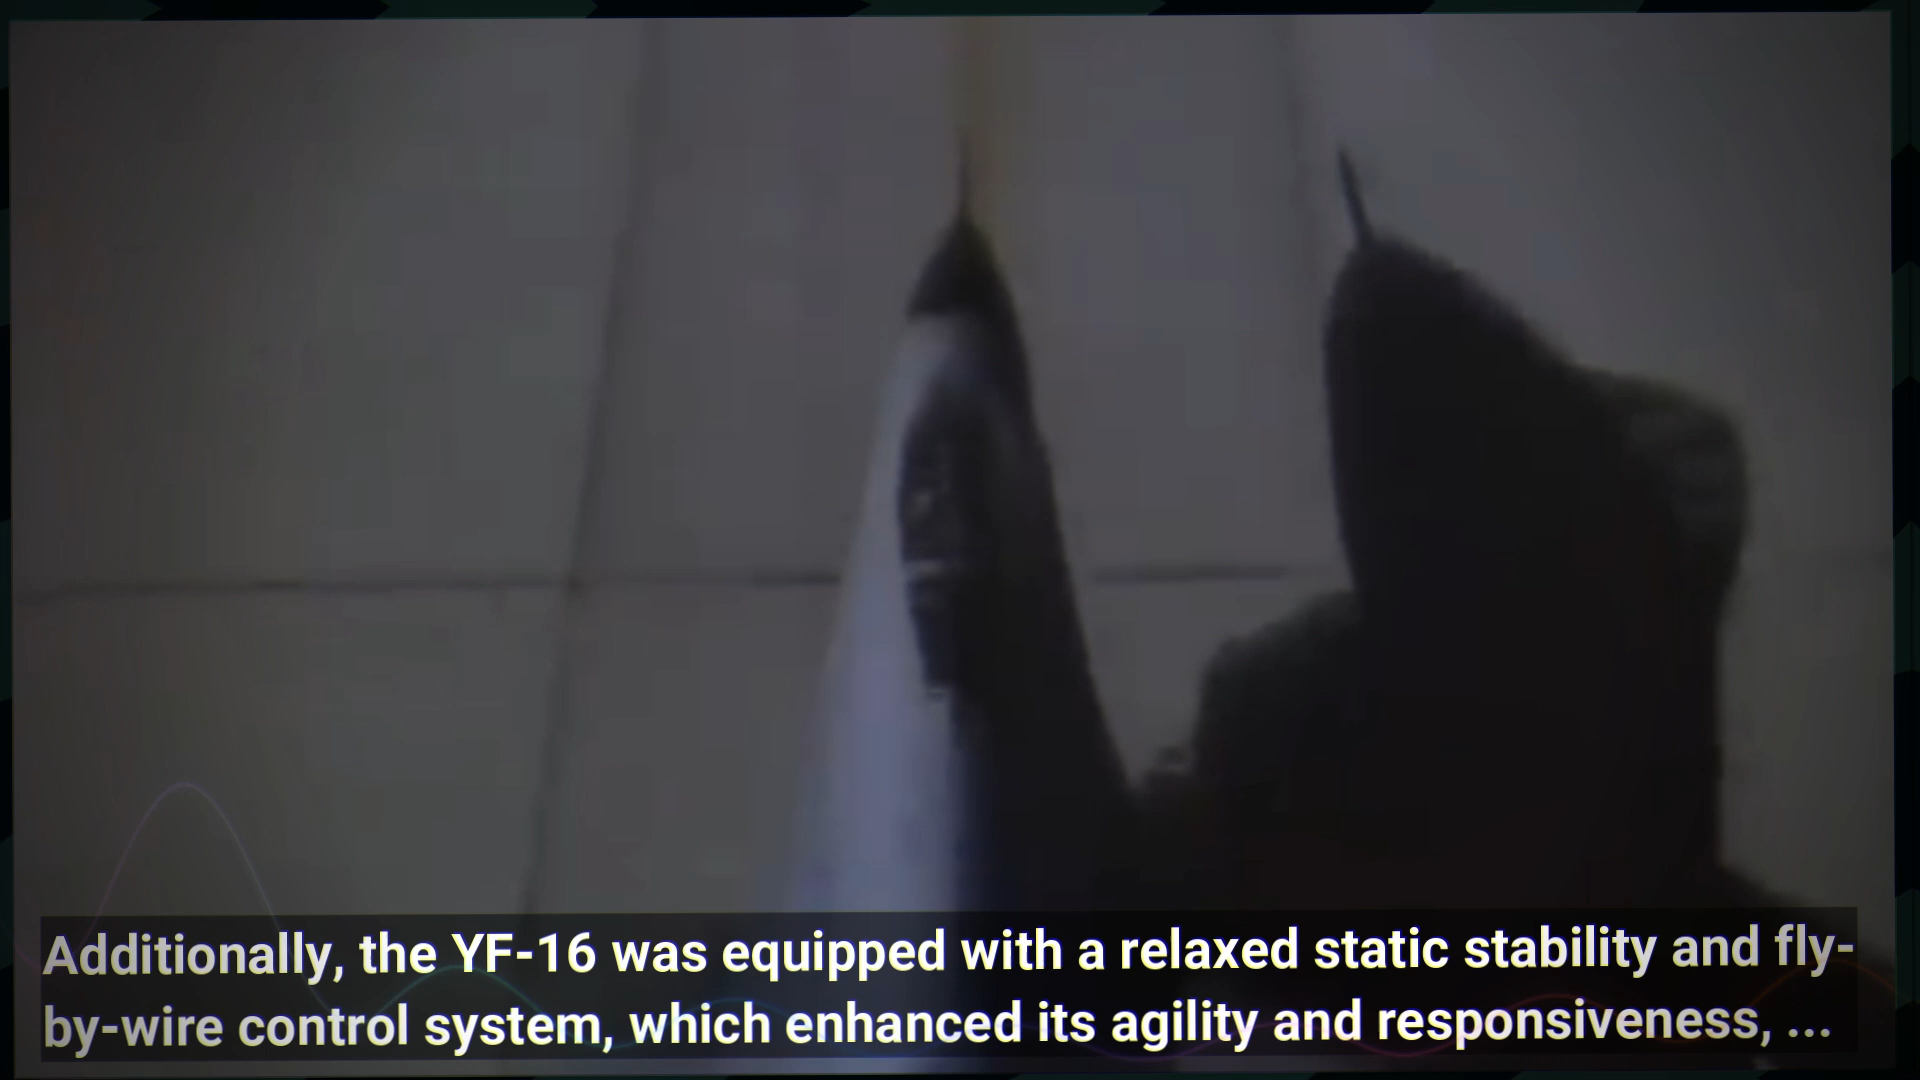 Additionally, the YF-16 was equipped with a relaxed static stability and fly-
by-wire control system, which enhanced its agility and responsiveness, ...